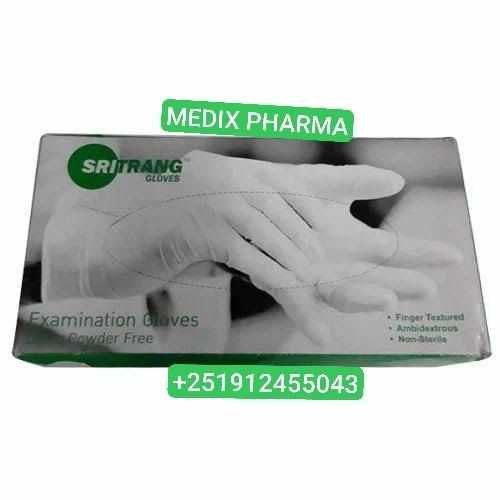 MEDIX PHARMA
SRITRANG
GLOVES
Examination Gloves
Powder Free
• Finger Textured
• Ambidextrous
• Non-Sterile
+251912455043